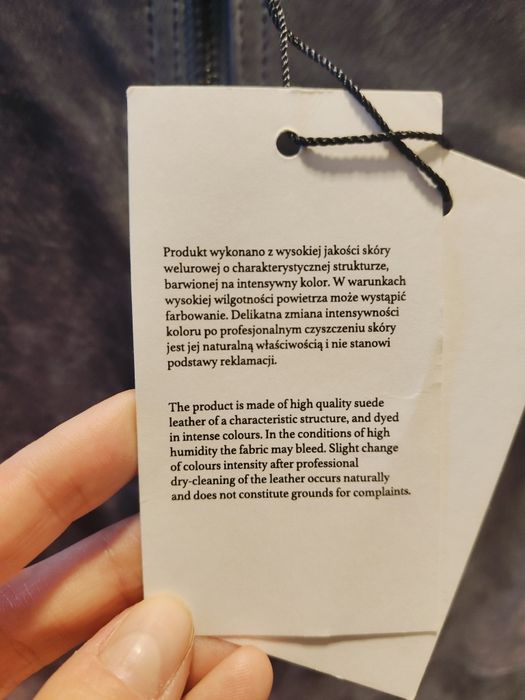 Produkt wykonano z wysokiej jakości skóry
welurowej o charakterystycznej strukturze,
barwionej na intensywny kolor. W warunkach
wysokiej wilgotności powietrza może wystąpić
farbowanie. Delikatna zmiana intensywności
koloru po profesjonalnym czyszczeniu skóry
jest jej naturalną właściwością i nie stanowi
podstawy reklamacji.
The product is made of high quality suede
leather of a characteristic structure, and dyed
in intense colours. In the conditions of high
humidity the fabric may bleed. Slight change
of colours intensity after professional
dry-cleaning of the leather occurs naturally
and does not constitute grounds for complaints.